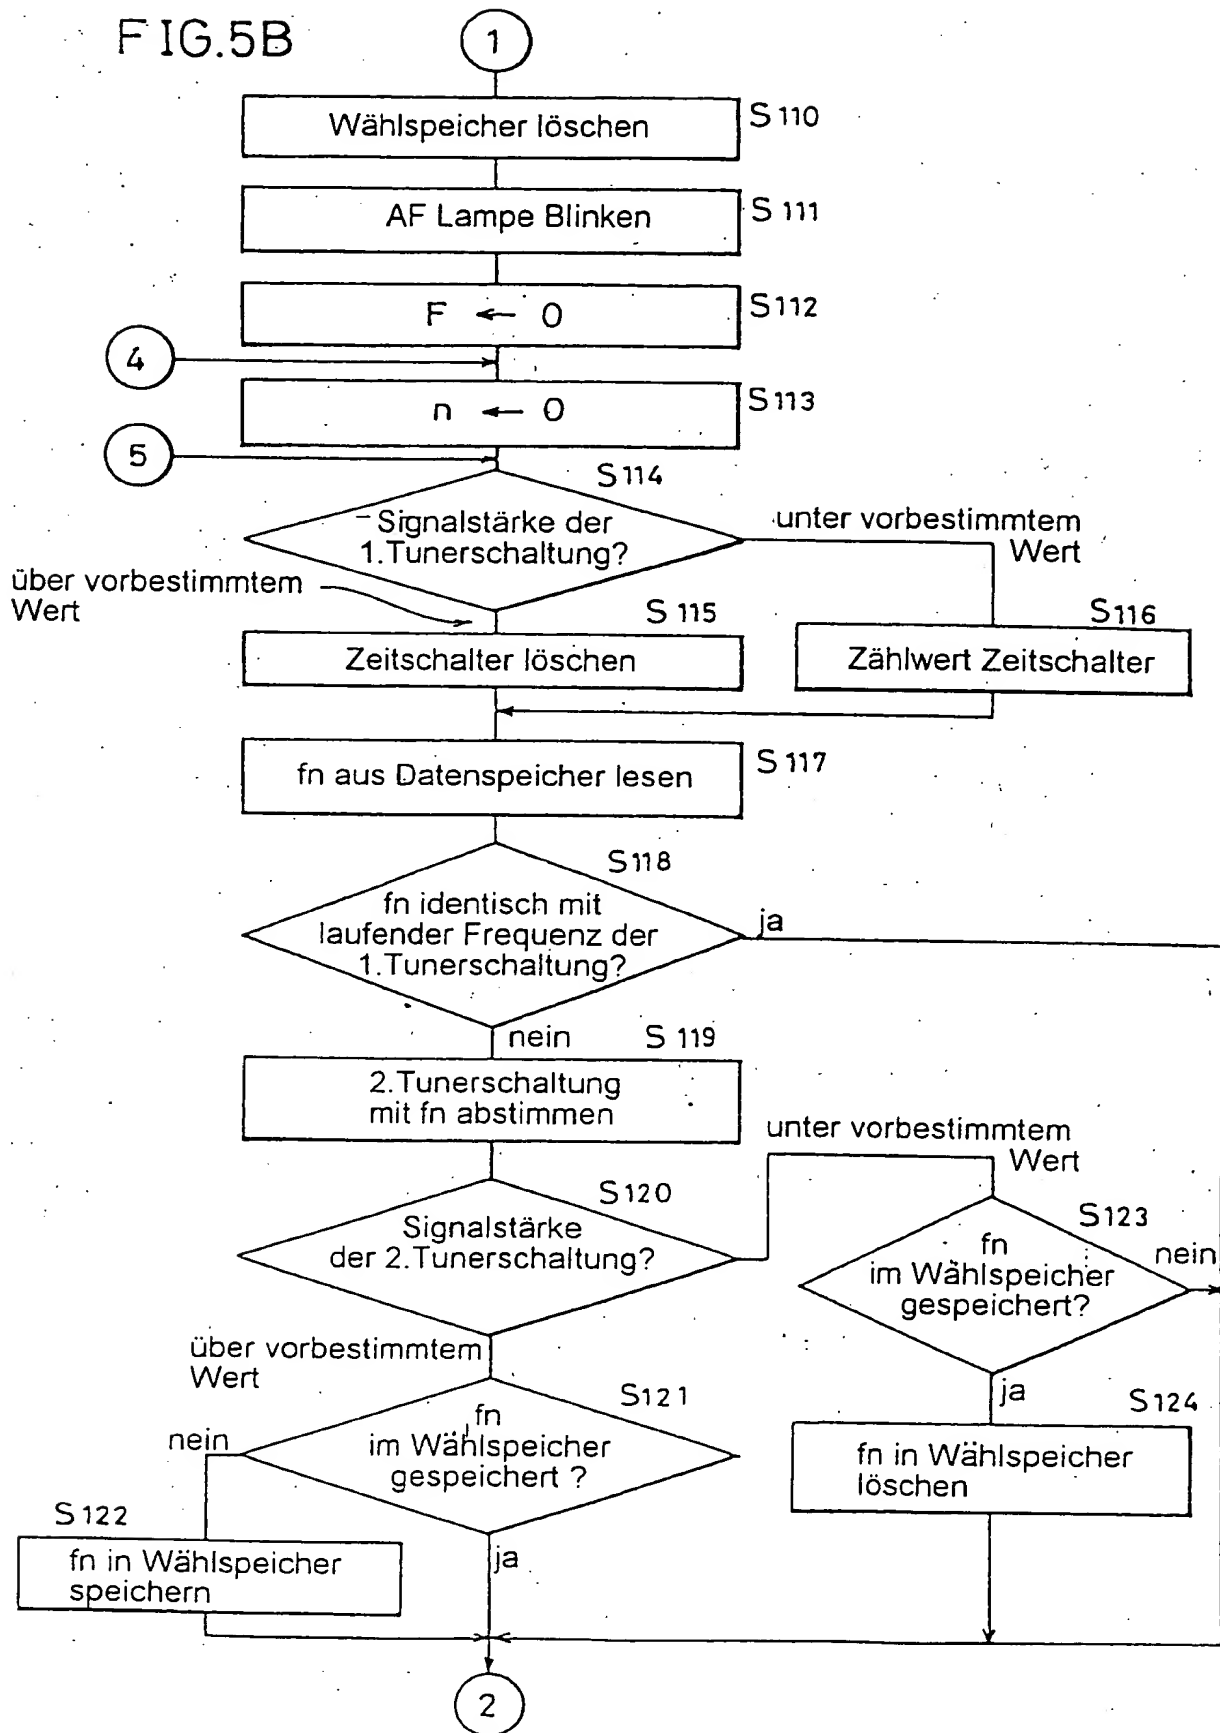 FIG.5B
1
Wählspeicher löschen
S110
AF Lampe Blinken
S111
F ← O
S112
4
n ← O
S113
5
S114
Signalstärke der
1.Tunerschaltung?
unter vorbestimmtem
Wert
über vorbestimmtem
Wert
S115
Zeitschalter löschen
S116
Zählwert Zeitschalter
fn aus Datenspeicher lesen
S117
S118
fn identisch mit
laufender Frequenz der
1.Tunerschaltung?
ja
nein
S119
2.Tunerschaltung
mit fn abstimmen
unter vorbestimmtem
Wert
S120
Signalstärke
der 2.Tunerschaltung?
S123
fn
im Wählspeicher
gespeichert?
nein
über vorbestimmtem
Wert
S121
fn
im Wählspeicher
gespeichert ?
nein
ja
S124
fn in Wählspeicher
löschen
S122
fn in Wählspeicher
speichern
ja
2